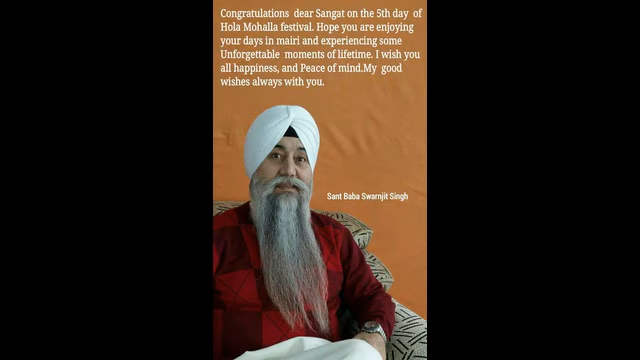 Congratulations dear Sangat on the 5th day of
Hola Mohalla festival. Hope you are enjoying
your days in mairi and experiencing some
Unforgettable moments of lifetime. I wish you
all happiness, and Peace of mind.My good
wishes always with you.
Sant Baba Swarnjit Singh